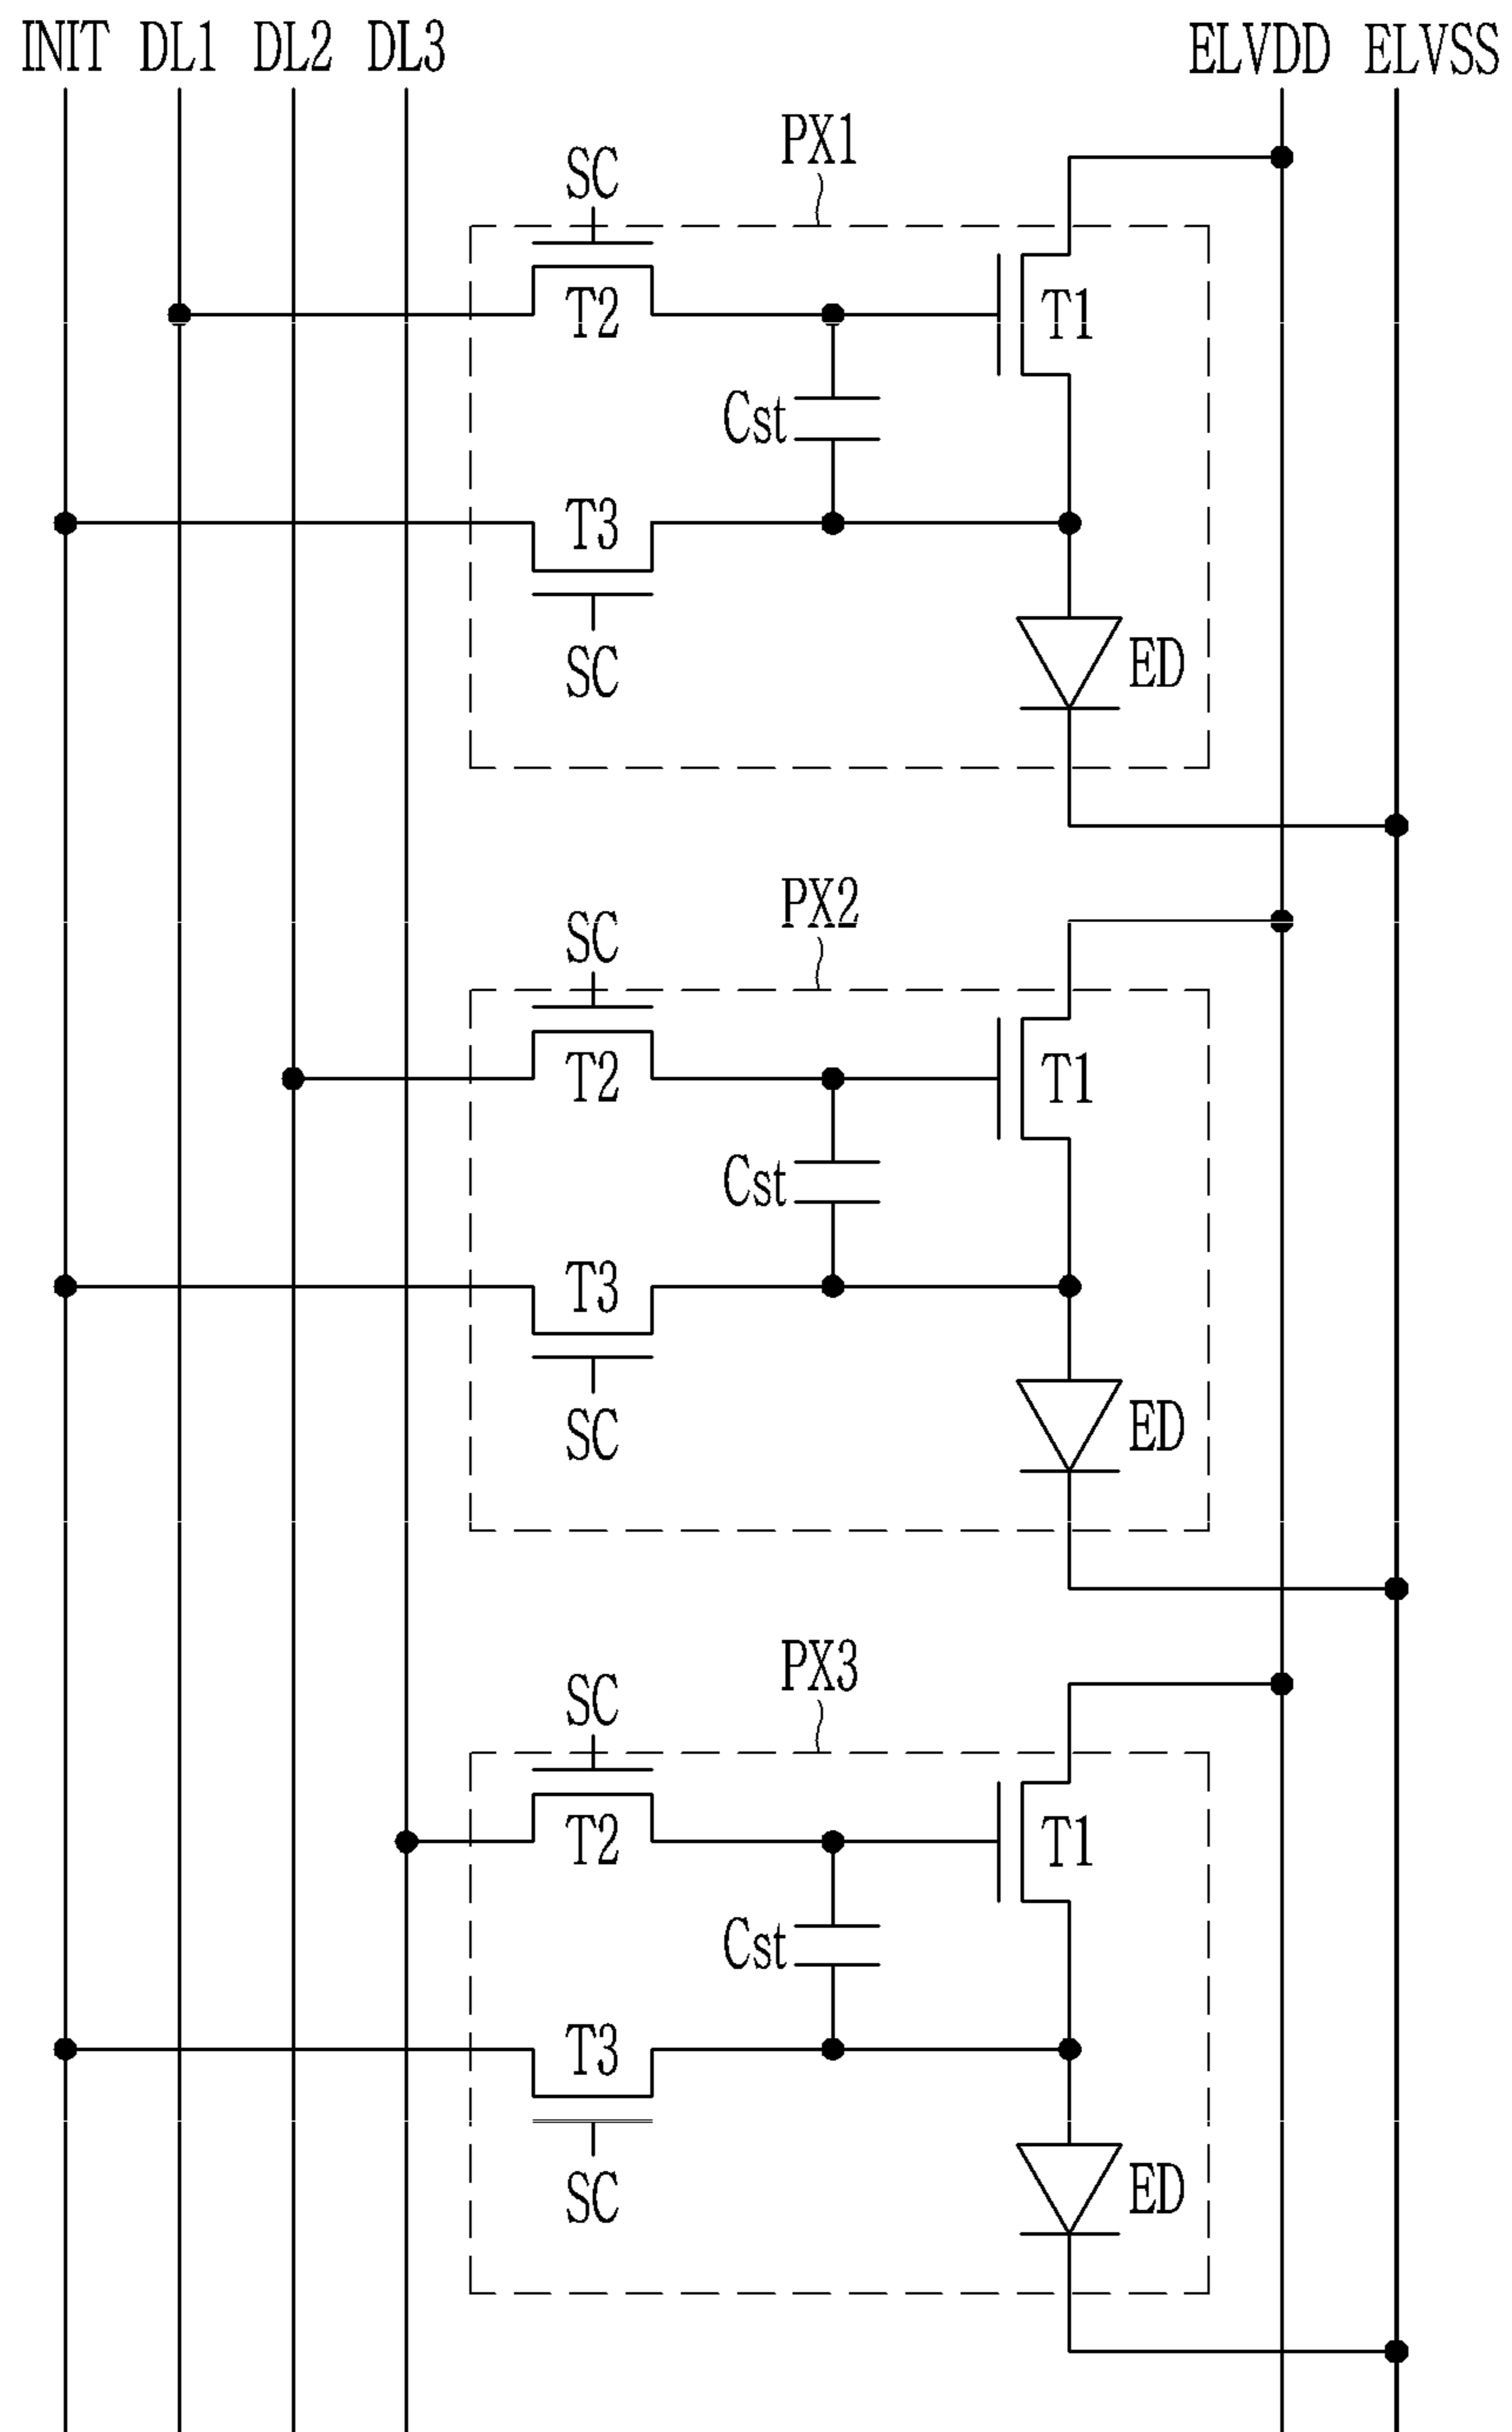 INIT DL1 DL2 DL3 ELVDD ELVSS
PX1
SC
T2
T1
Cst
T3
SC
ED
PX2
SC
T2
T1
Cst
T3
SC
ED
PX3
SC
T2
T1
Cst
T3
SC
ED